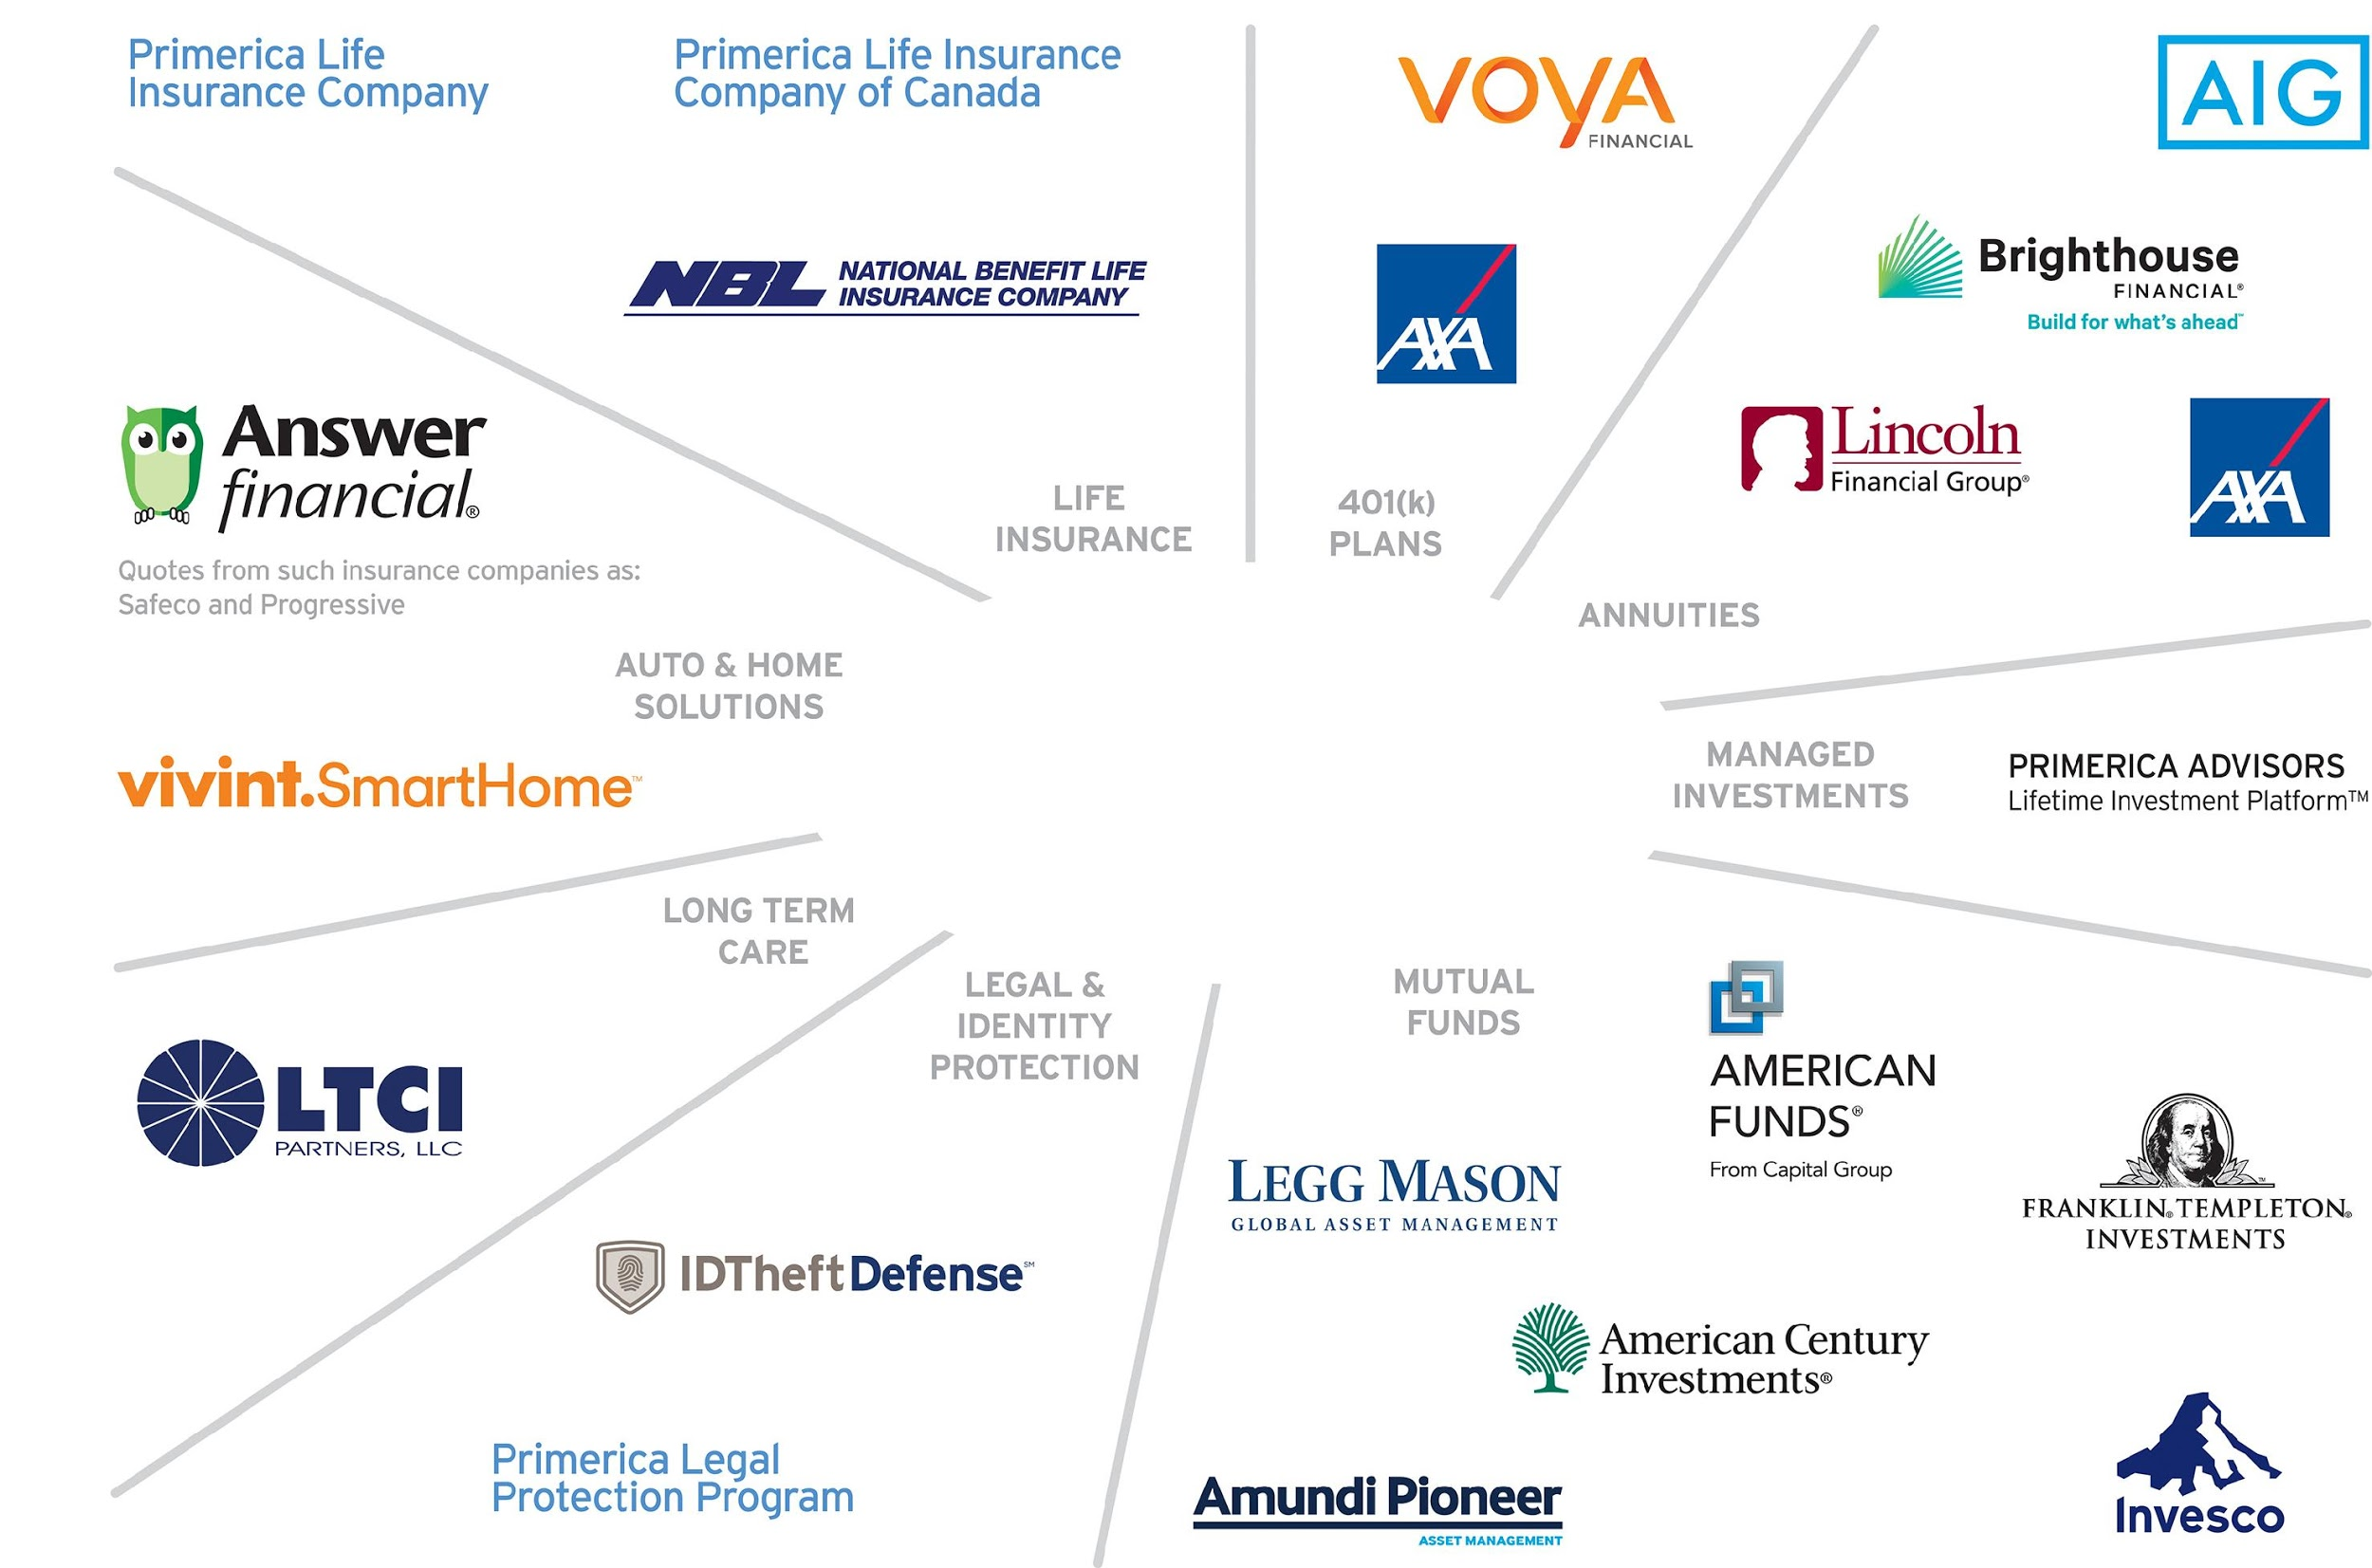 Primerica Life
Insurance Company
Primerica Life Insurance
Company of Canada
NBL NATIONAL BENEFIT LIFE
INSURANCE COMPANY
LIFE
INSURANCE
VOYA
FINANCIAL
AXA
401(k)
PLANS
AIG
Brighthouse
FINANCIAL®
Build for what's ahead℠
Lincoln
Financial Group®
AXA
ANNUITIES
Answer
financial®
Quotes from such insurance companies as:
Safeco and Progressive
AUTO & HOME
SOLUTIONS
vivint.SmartHome™
MANAGED
INVESTMENTS
PRIMERICA ADVISORS
Lifetime Investment Platform™
LONG TERM
CARE
LTCI
PARTNERS, LLC
LEGAL &
IDENTITY
PROTECTION
IDTheftDefense℠
Primerica Legal
Protection Program
MUTUAL
FUNDS
AMERICAN
FUNDS®
From Capital Group
LEGG MASON
GLOBAL ASSET MANAGEMENT
FRANKLIN® TEMPLETON®
INVESTMENTS
American Century
Investments®
Amundi Pioneer
ASSET MANAGEMENT
Invesco